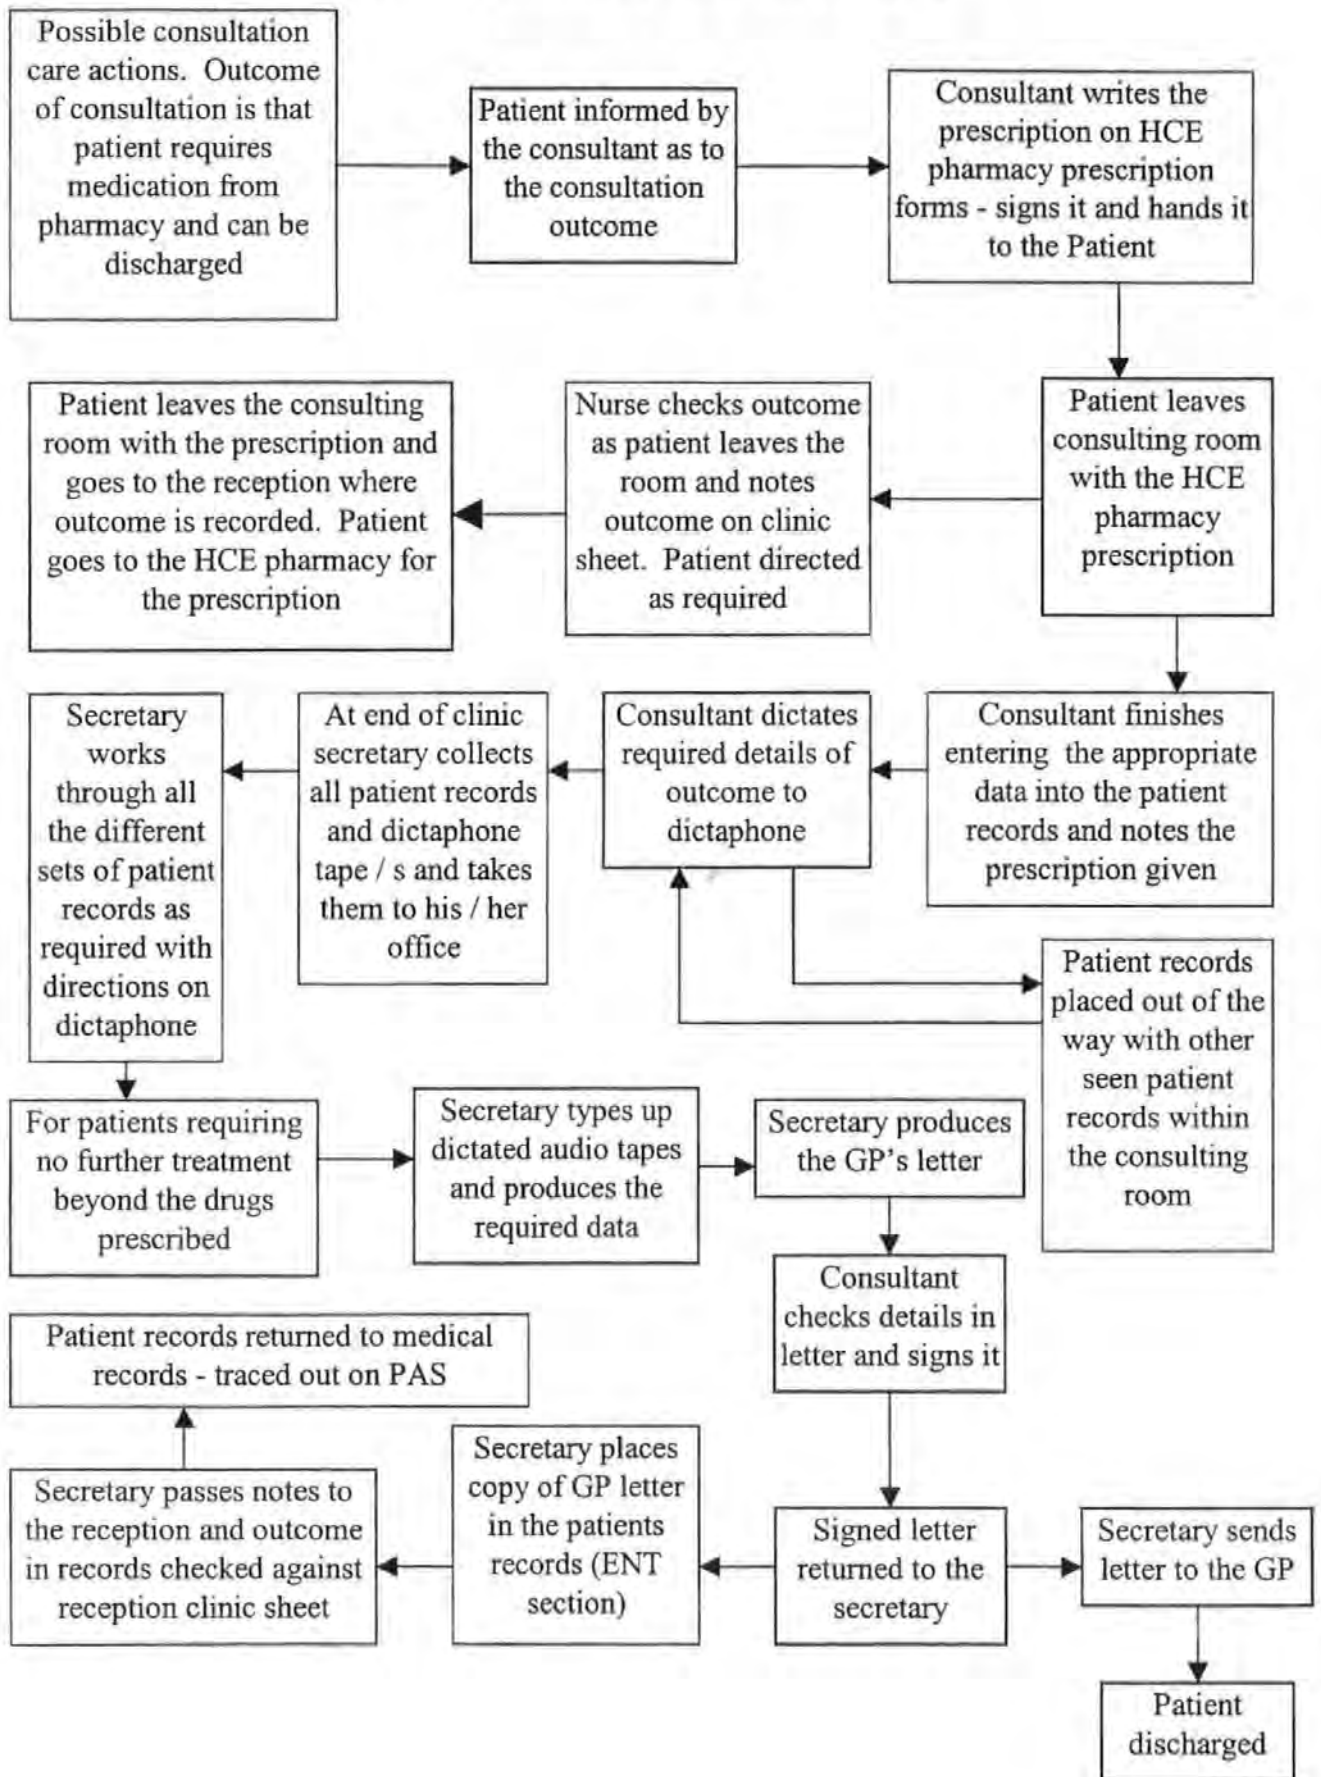 Possible consultation
care actions. Outcome
of consultation is that
patient requires
medication from
pharmacy and can be
discharged
Patient informed by
the consultant as to
the consultation
outcome
Consultant writes the
prescription on HCE
pharmacy prescription
forms - signs it and hands it
to the Patient
Patient leaves
consulting room
with the HCE
pharmacy
prescription
Nurse checks outcome
as patient leaves the
room and notes
outcome on clinic
sheet. Patient directed
as required
Patient leaves the consulting
room with the prescription and
goes to the reception where
outcome is recorded. Patient
goes to the HCE pharmacy for
the prescription
Consultant finishes
entering the appropriate
data into the patient
records and notes the
prescription given
Consultant dictates
required details of
outcome to
dictaphone
Patient records
placed out of the
way with other
seen patient
records within
the consulting
room
At end of clinic
secretary collects
all patient records
and dictaphone
tape / s and takes
them to his / her
office
Secretary
works
through all
the different
sets of patient
records as
required with
directions on
dictaphone
For patients requiring
no further treatment
beyond the drugs
prescribed
Secretary types up
dictated audio tapes
and produces the
required data
Secretary produces
the GP's letter
Consultant
checks details in
letter and signs it
Signed letter
returned to the
secretary
Secretary sends
letter to the GP
Patient
discharged
Secretary places
copy of GP letter
in the patients
records (ENT
section)
Secretary passes notes to
the reception and outcome
in records checked against
reception clinic sheet
Patient records returned to medical
records - traced out on PAS